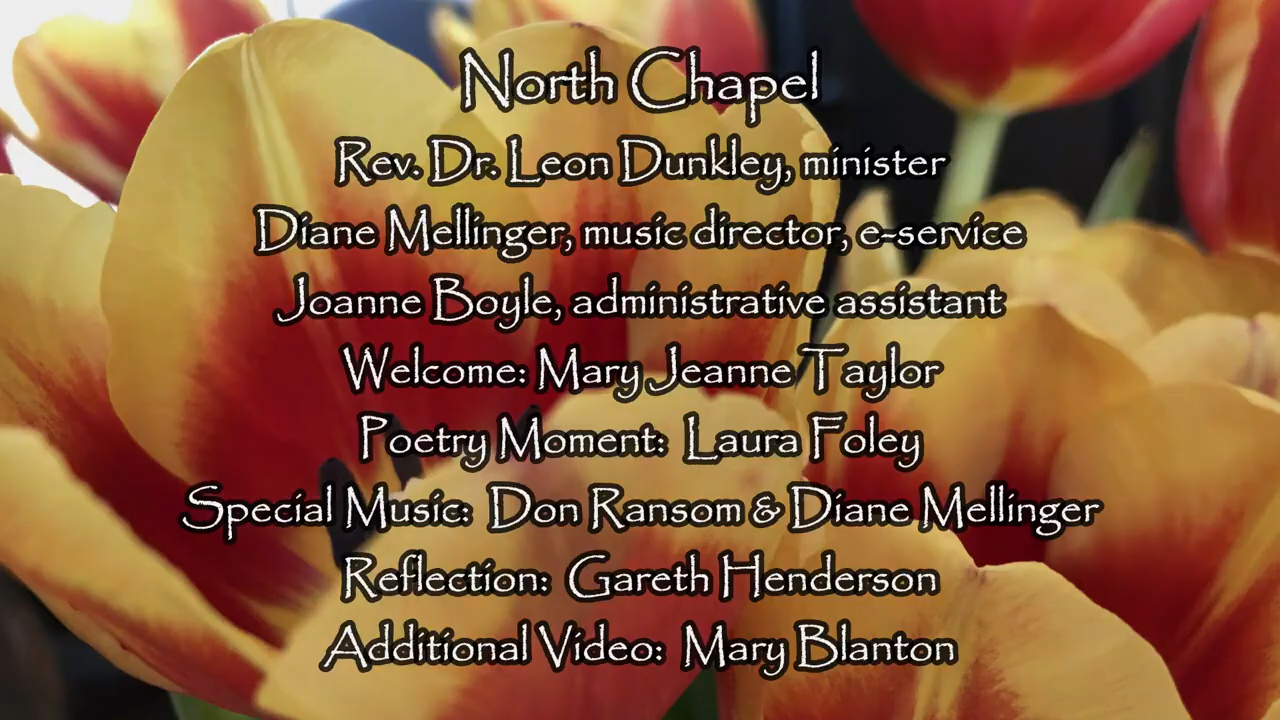 North Chapel
Rev. Dr. Leon Dunkley, minister
Diane Mellinger, music director, e-service
Joanne Boyle, administrative assistant
Welcome: Mary Jeanne Taylor
Poetry Moment: Laura Foley
Special Music: Don Ransom & Diane Mellinger
Reflection: Gareth Henderson
Additional Video: Mary Blanton